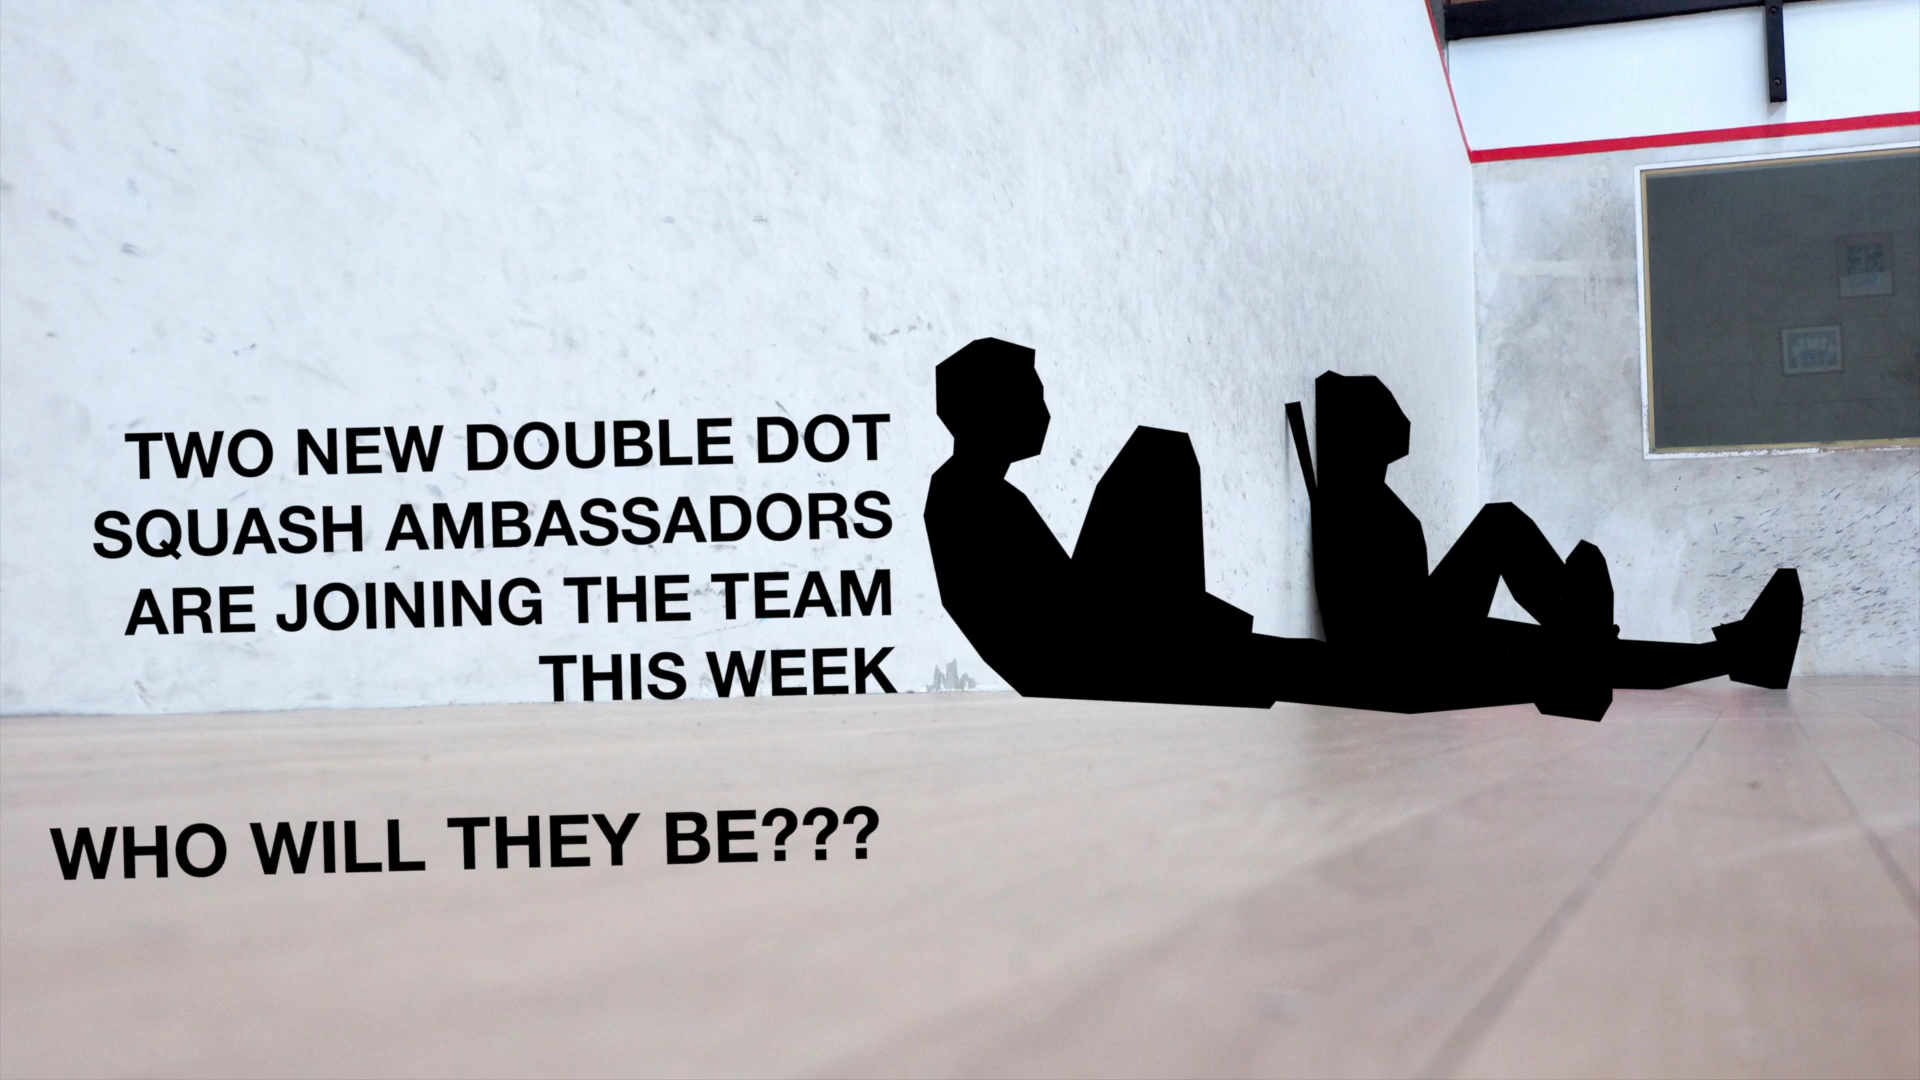 TWO NEW DOUBLE DOT
SQUASH AMBASSADORS
ARE JOINING THE TEAM
THIS WEEK
WHO WILL THEY BE???